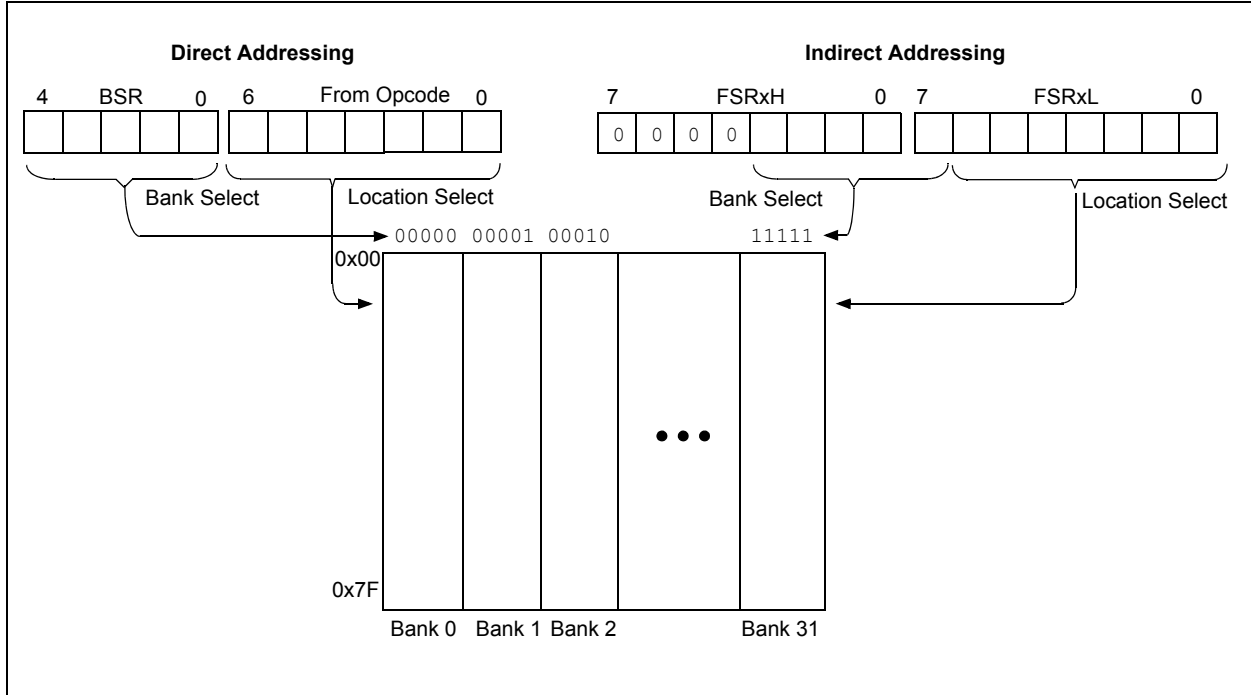 Direct Addressing
Indirect Addressing
4 BSR 0 6 From Opcode 0
7 FSRxH 0 7 FSRxL 0
0 0 0 0
Bank Select
Location Select
Bank Select
Location Select
00000 00001 00010 11111
0x00
0x7F
Bank 0 Bank 1 Bank 2 Bank 31